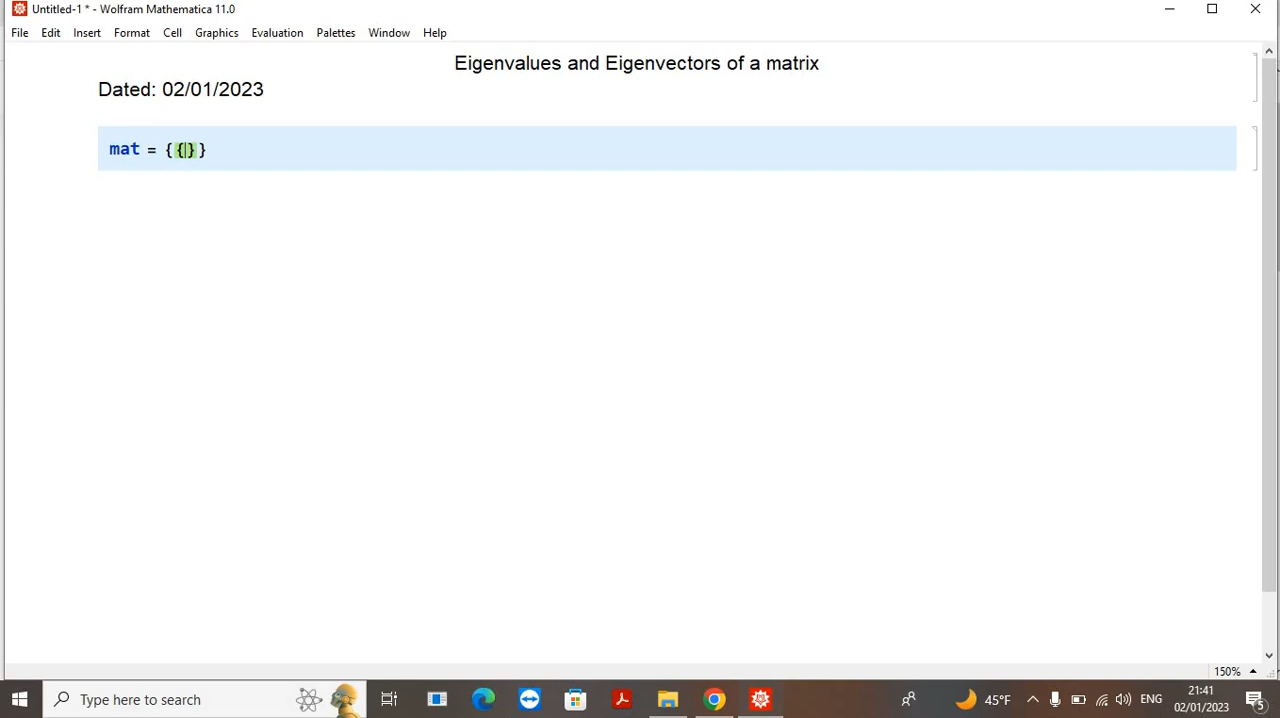 Untitled-1 * - Wolfram Mathematica 11.0
File Edit Insert Format Cell Graphics Evaluation Palettes Window Help
Eigenvalues and Eigenvectors of a matrix
Dated: 02/01/2023
mat = {{}}
150%
Type here to search
45°F
ENG
21:41
02/01/2023
5